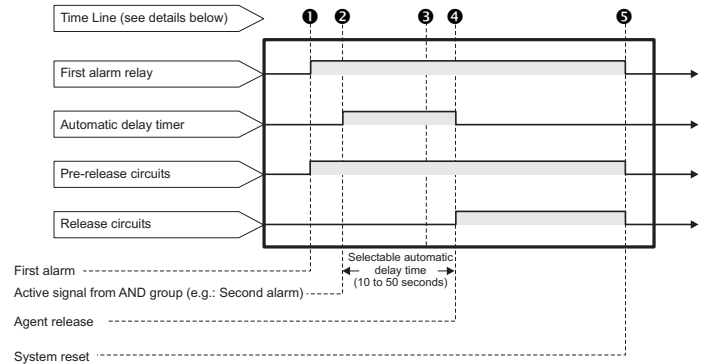 Time Line (see details below)
❶ ❷ ❸ ❹ ❺
First alarm relay
Automatic delay timer
Pre-release circuits
Release circuits
Selectable automatic
delay time
(10 to 50 seconds)
First alarm
Active signal from AND group (e.g.: Second alarm)
Agent release
System reset